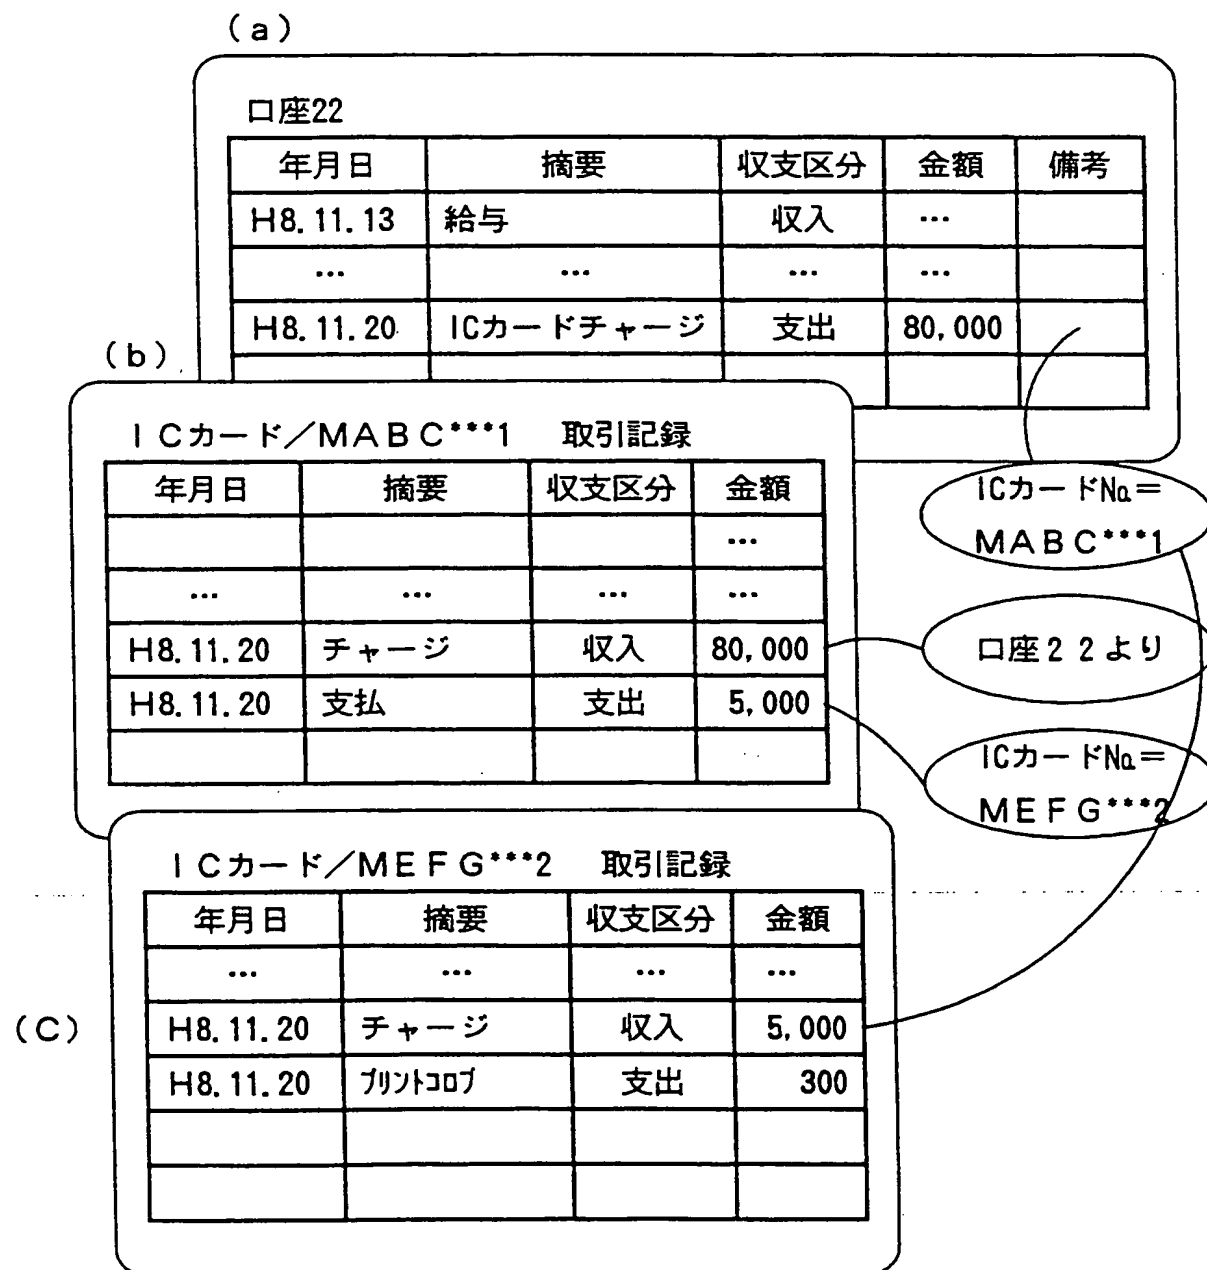 (a)
口座22
年月日 摘要 収支区分 金額 備考
H8.11.13 給与 収入 …
… … … …
H8.11.20 ICカードチャージ 支出 80,000
(b)
ICカード/MABC***1 取引記録
年月日 摘要 収支区分 金額
…
… … … …
H8.11.20 チャージ 収入 80,000
H8.11.20 支払 支出 5,000
ICカード№=
MABC***1
口座22より
ICカード№=
MEFG***2
(C)
ICカード/MEFG***2 取引記録
年月日 摘要 収支区分 金額
… … … …
H8.11.20 チャージ 収入 5,000
H8.11.20 プリントコロブ 支出 300